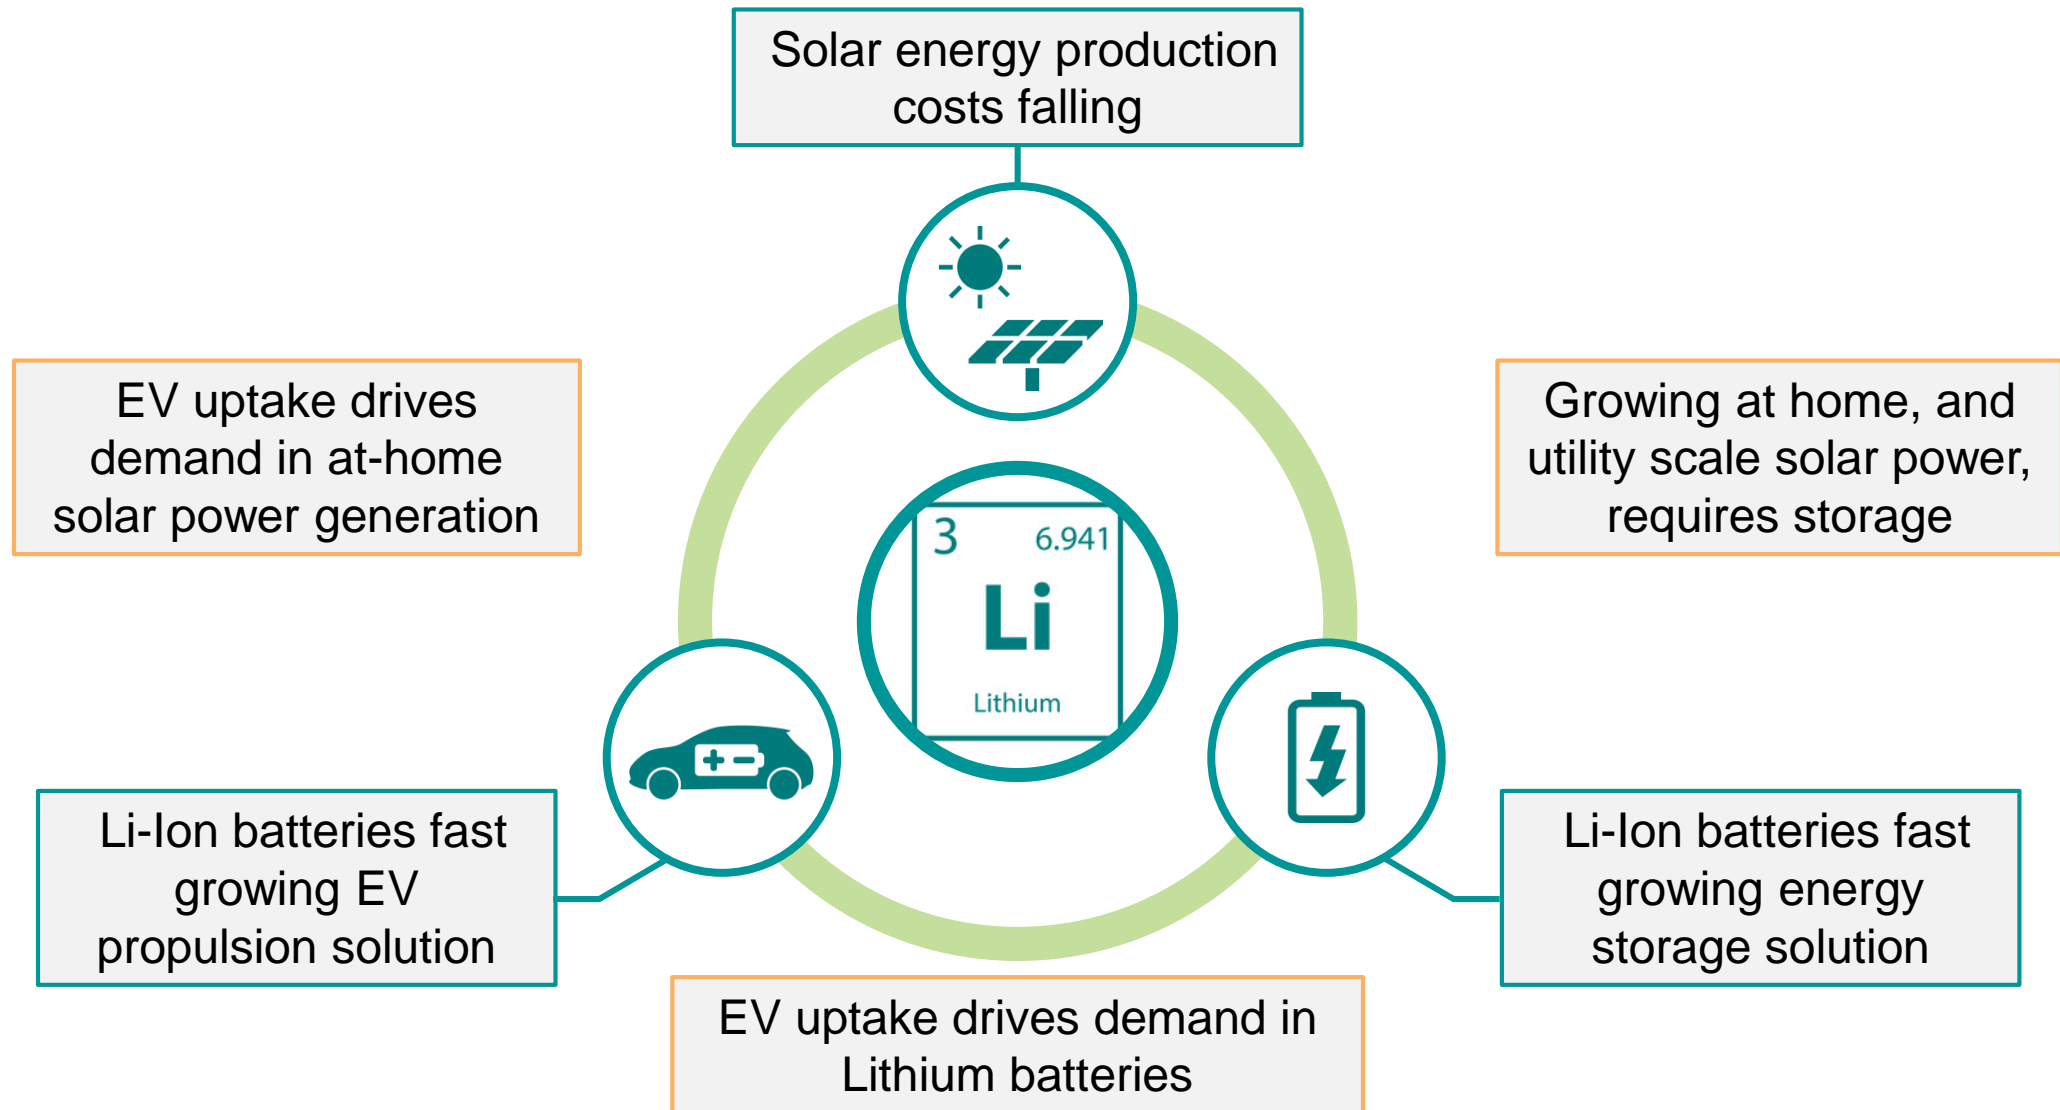 Solar energy production
costs falling
EV uptake drives
demand in at-home
solar power generation
Growing at home, and
utility scale solar power,
requires storage
3
6.941
Li
Lithium
Li-Ion batteries fast
growing EV
propulsion solution
Li-Ion batteries fast
growing energy
storage solution
EV uptake drives demand in
Lithium batteries